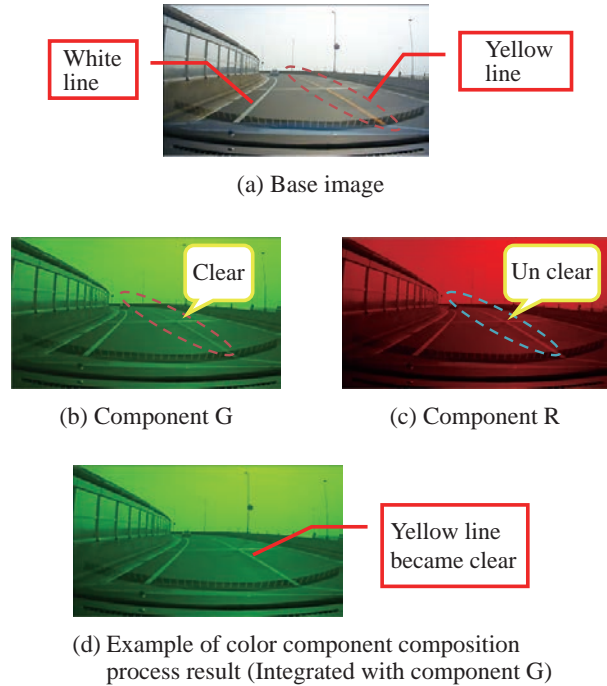 White
line
Yellow
line
(a) Base image
Clear
Un clear
(b) Component G
(c) Component R
Yellow line
became clear
(d) Example of color component composition
process result (Integrated with component G)